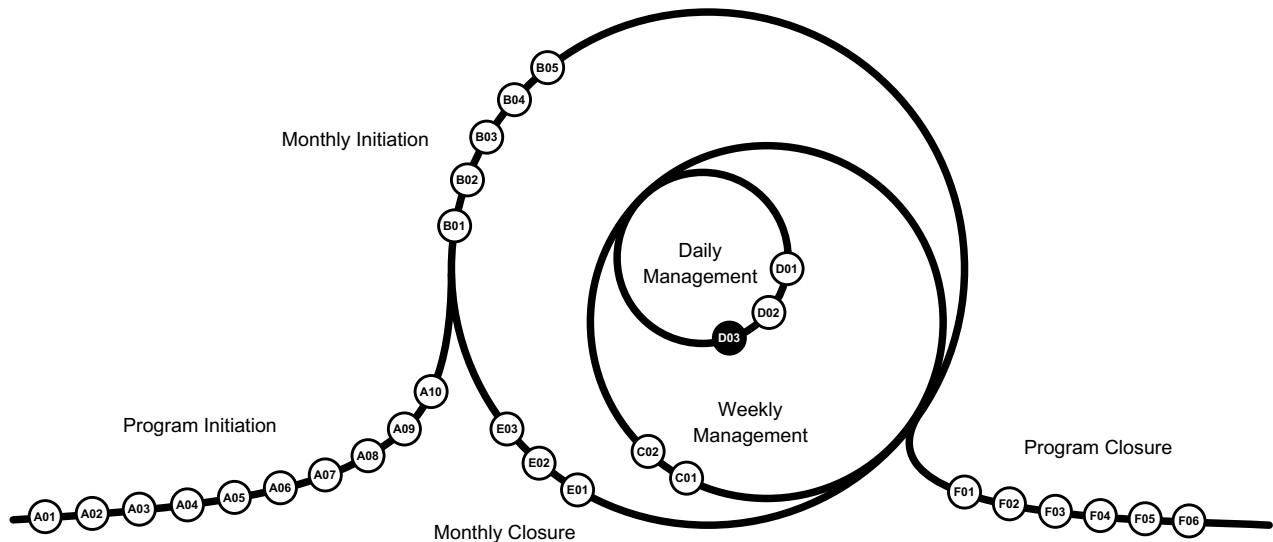 B05
B04
Monthly Initiation
B03
B02
B01
Daily
Management
D01
D02
D03
A10
Program Initiation
A09
A08
A07
A06
A05
A04
A03
A02
A01
Weekly
Management
E03
E02
E01
C02
C01
Monthly Closure
Program Closure
F01
F02
F03
F04
F05
F06